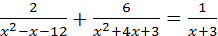 2/(x²−x−12) + 6/(x²+4x+3) = 1/(x+3)